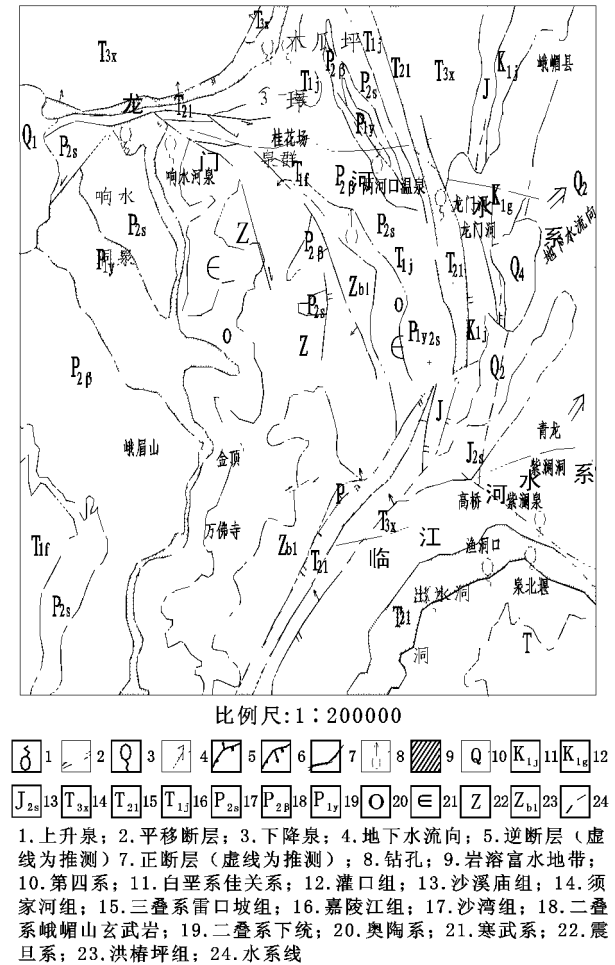 T3x
木瓜坪
T1j
T3x
T3x
P2β
T21
K1j
峨嵋县
T1j
P2s
J
龙
T21
3
Q1
P2s
P1y
桂花场
泉群
门
响水河泉
T1f
P2β
河
两河口温泉
Q2
响水
洞泉
P2s
P2s
龙门洞
水
K1g
系
地下水流向
P1y
Z
∈
P2β
T1j
T21
Q4
P2s
Zb1
O
O
Z
P1y2s
∈
K1j
P2β
Q2
J
峨眉山
金顶
J2s
青龙
紫澜洞
河水系
高桥
紫澜泉
P
T3x
万佛寺
T1f
Zb1
T21
临江
渔洞口
P2s
泉北堰
出水洞
T21
洞
T
比例尺:1:200000
1 2 3 4 5 6 7 8 9 Q 10 K1j 11 K1g 12
J2s 13 T3x 14 T21 15 T1j 16 P2s 17 P2β 18 P1y 19 O 20 ∈ 21 Z 22 Zb1 23 24
1.上升泉; 2.平移断层; 3.下降泉; 4.地下水流向; 5.逆断层(虚
线为推测)7.正断层(虚线为推测); 8.钻孔; 9.岩溶富水地带;
10.第四系; 11.白垩系佳关系; 12.灌口组; 13.沙溪庙组; 14.须
家河组; 15.三叠系雷口坡组; 16.嘉陵江组; 17.沙湾组; 18.二叠
系峨嵋山玄武岩; 19.二叠系下统; 20.奥陶系; 21.寒武系; 22.震
旦系; 23.洪椿坪组; 24.水系线